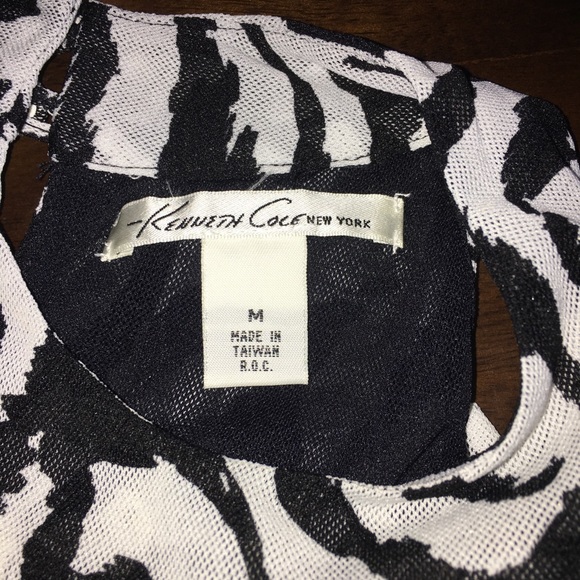 Kenneth Cole NEW YORK
M
MADE IN
TAIWAN
R.O.C.